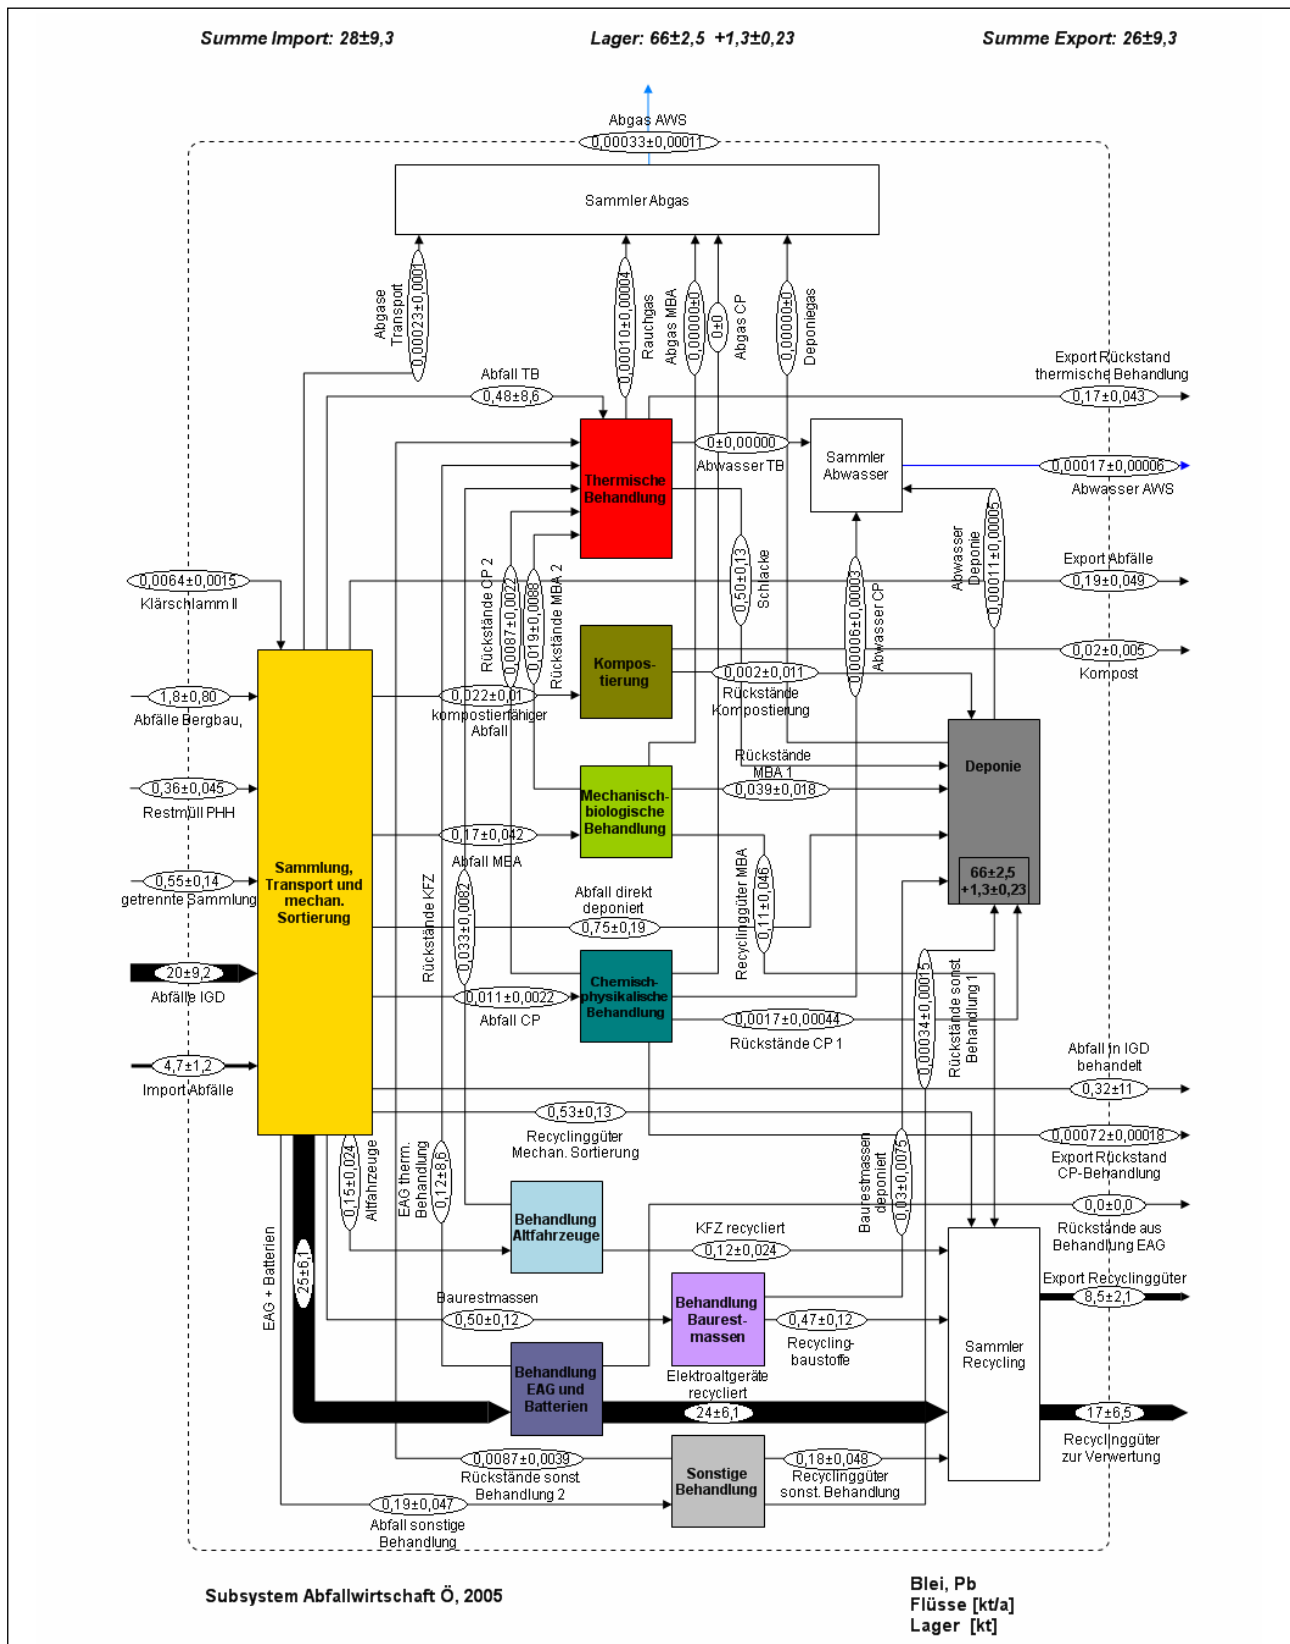 Summe Import: 28±9,3
Lager: 66±2,5 +1,3±0,23
Summe Export: 26±9,3
Abgas AWS
0,00033±0,00011
Sammler Abgas
Abgase
Transport
0,00023±0,0001
0,00010±0,00004
Rauchgas
Abgas MBA
0,00000±0
0±0
Abgas CP
0,00000±0
Deponiegas
Abfall TB
0,48±8,6
Export Rückstand
thermische Behandlung
0,17±0,043
Thermische
Behandlung
0±0,00000
Abwasser TB
Sammler
Abwasser
0,00017±0,00006
Abwasser AWS
Rückstände CP 2
0,0087±0,0022
0,019±0,0088
Rückstände MBA 2
0,50±0,13
Schlacke
0,00006±0,00003
Abwasser CP
Abwasser
Deponie
0,00011±0,00005
Export Abfälle
0,19±0,049
0,0064±0,0015
Klärschlamm II
Kompos-
tierung
0,02±0,005
Kompost
1,8±0,80
Abfälle Bergbau,
0,022±0,01
kompostierfähiger
Abfall
0,002±0,011
Rückstände
Kompostierung
0,36±0,045
Restmüll PHH
Mechanisch-
biologische
Behandlung
Rückstände
MBA 1
0,039±0,018
Deponie
66±2,5
+1,3±0,23
0,17±0,042
Abfall MBA
Sammlung,
Transport und
mechan.
Sortierung
0,55±0,14
getrennte Sammlung
Rückstände KFZ
0,033±0,0082
Abfall direkt
deponiert
0,75±0,19
Recyclinggüter MBA
0,11±0,046
20±9,2
Abfälle IGD
0,011±0,0022
Abfall CP
Chemisch-
physikalische
Behandlung
0,0017±0,00044
Rückstände CP 1
0,00034±0,00015
Rückstände sonst
Behandlung 1
4,7±1,2
Import Abfälle
Abfall in IGD
behandelt
0,32±11
0,53±0,13
Recyclinggüter
Mechan. Sortierung
0,00072±0,00018
Export Rückstand
CP-Behandlung
0,15±0,024
Altfahrzeuge
EAG therm.
Behandlung
0,12±8,6
Baurestmassen
deponiert
0,03±0,0075
Behandlung
Altfahrzeuge
KFZ recycliert
0,12±0,024
0,0±0,0
Rückstände aus
Behandlung EAG
EAG + Batterien
25±6,1
Baurestmassen
0,50±0,12
Behandlung
Baurest-
massen
0,47±0,12
Recycling-
baustoffe
Export Recyclinggüter
8,5±2,1
Sammler
Recycling
Behandlung
EAG und
Batterien
Elektroaltgeräte
recycliert
24±6,1
17±6,5
Recyclinggüter
zur Verwertung
0,0087±0,0039
Rückstände sonst.
Behandlung 2
Sonstige
Behandlung
0,18±0,048
Recyclinggüter
sonst. Behandlung
0,19±0,047
Abfall sonstige
Behandlung
Subsystem Abfallwirtschaft Ö, 2005
Blei, Pb
Flüsse [kt/a]
Lager [kt]